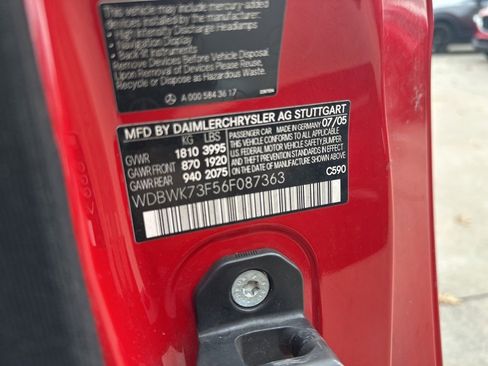 This vehicle may include mercury-added
devices installed by the manufacturer:
• High Intensity Discharge Headlamps
• Navigation Display
• Back lit Instruments
Remove Devices Before Vehicle Disposal.
Upon Removal of Devices Please Reuse,
Recycle or Dispose as Hazardous Waste.
A 000 584 36 17
MFD BY DAIMLERCHRYSLER AG STUTTGART
KG LBS PASSENGER CAR MADE IN GERMANY 07/05
GVWR 1810 3995
GAWR FRONT 870 1920
GAWR REAR 940 2075
THIS VEHICLE CONFORMS TO ALL APPLICABLE
U.S. FEDERAL MOTOR VEHICLE SAFETY, BUMPER
AND THEFT PREVENTION STANDARDS IN EFFECT
ON THE DATE OF MANUFACTURE SHOWN ABOVE
WDBWK73F56F087363
C590